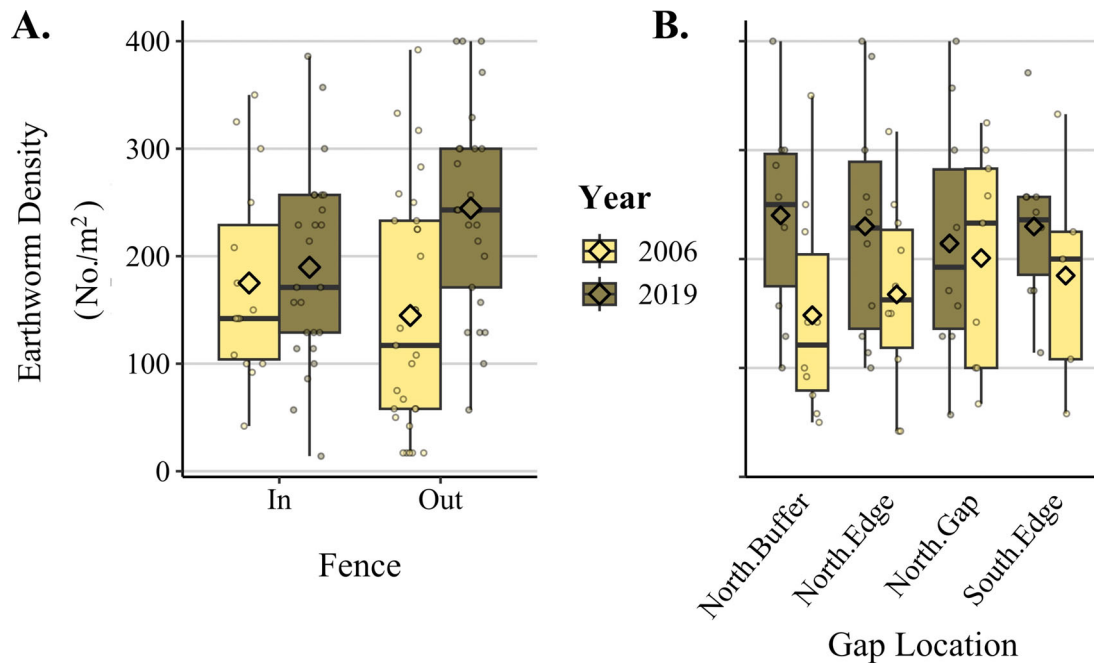 A.
B.
400
300
200
100
0
Earthworm Density
(No./m²)
In
Out
Fence
Year
2006
2019
North.Buffer
North.Edge
North.Gap
South.Edge
Gap Location